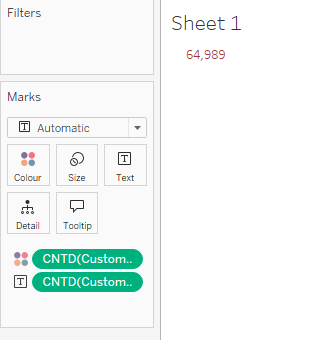 Filters
Sheet 1
64,989
Marks
Automatic
Colour Size Text
Detail Tooltip
CNTD(Custom..
CNTD(Custom..